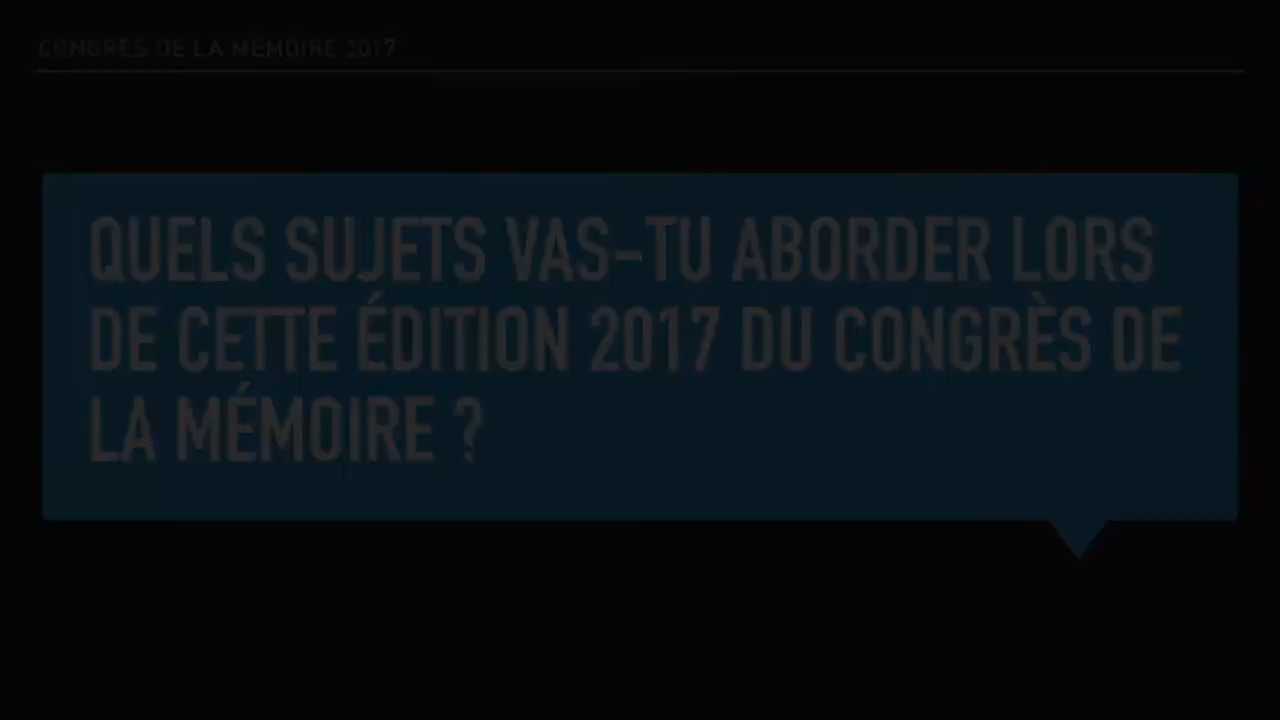 CONGRÈS DE LA MÉMOIRE 2017
QUELS SUJETS VAS-TU ABORDER LORS
DE CETTE ÉDITION 2017 DU CONGRÈS DE
LA MÉMOIRE ?